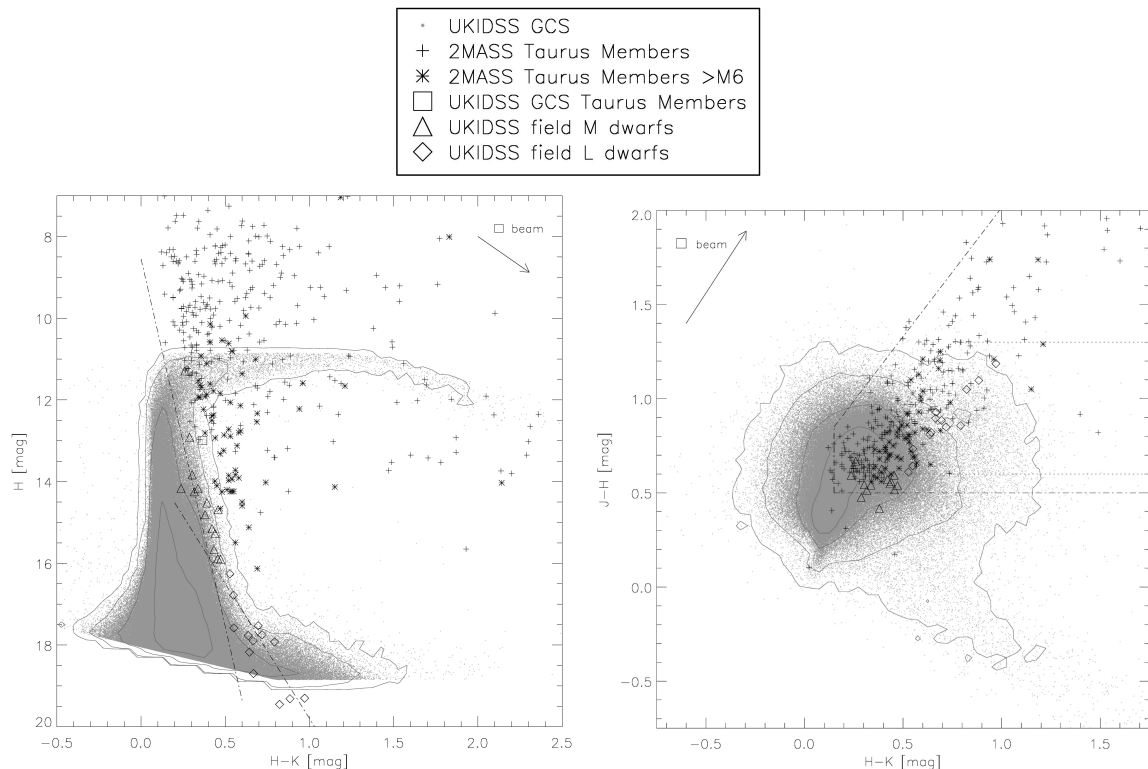 UKIDSS GCS
2MASS Taurus Members
2MASS Taurus Members >M6
UKIDSS GCS Taurus Members
UKIDSS field M dwarfs
UKIDSS field L dwarfs
beam
8
10
12
14
16
18
20
H [mag]
-0.5
0.0
0.5
1.0
1.5
2.0
2.5
H-K [mag]
beam
2.0
1.5
1.0
0.5
0.0
-0.5
J-H [mag]
-0.5
0.0
0.5
1.0
1.5
H-K [mag]